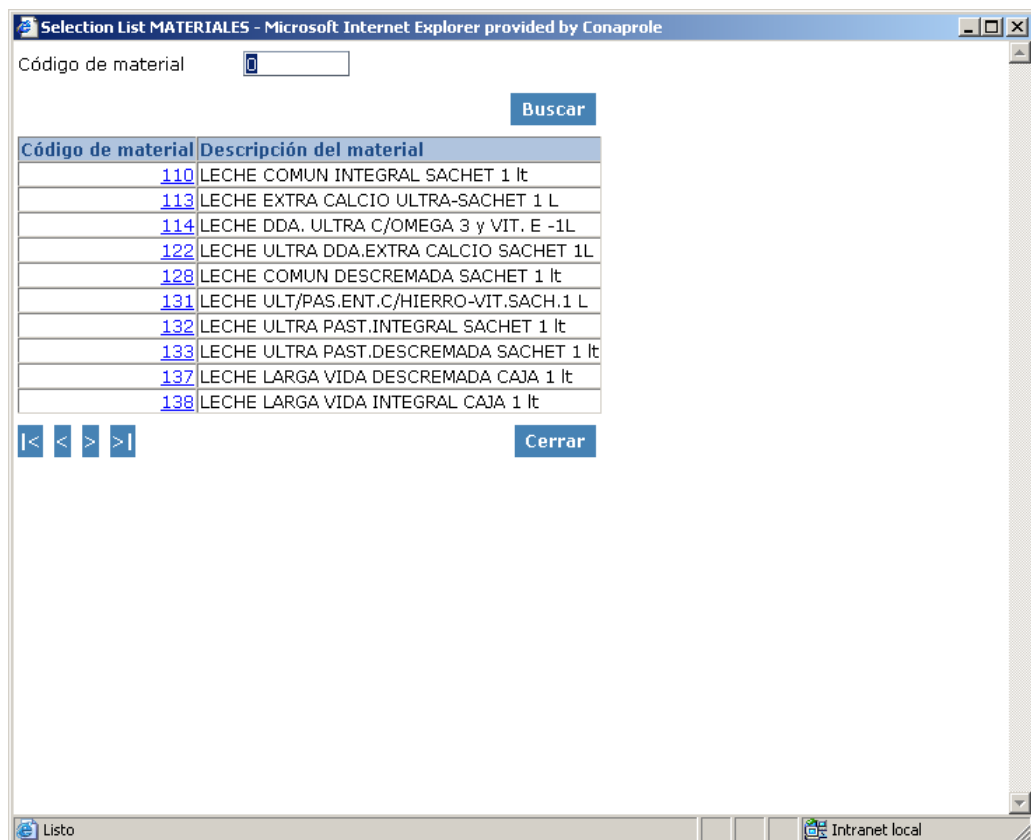 Selection List MATERIALES - Microsoft Internet Explorer provided by Conaprole
Código de material 0
Buscar
Código de material Descripción del material
110 LECHE COMUN INTEGRAL SACHET 1 lt
113 LECHE EXTRA CALCIO ULTRA-SACHET 1 L
114 LECHE DDA. ULTRA C/OMEGA 3 y VIT. E -1L
122 LECHE ULTRA DDA.EXTRA CALCIO SACHET 1L
128 LECHE COMUN DESCREMADA SACHET 1 lt
131 LECHE ULT/PAS.ENT.C/HIERRO-VIT.SACH.1 L
132 LECHE ULTRA PAST.INTEGRAL SACHET 1 lt
133 LECHE ULTRA PAST.DESCREMADA SACHET 1 lt
137 LECHE LARGA VIDA DESCREMADA CAJA 1 lt
138 LECHE LARGA VIDA INTEGRAL CAJA 1 lt
|< < > >| Cerrar
Listo Intranet local